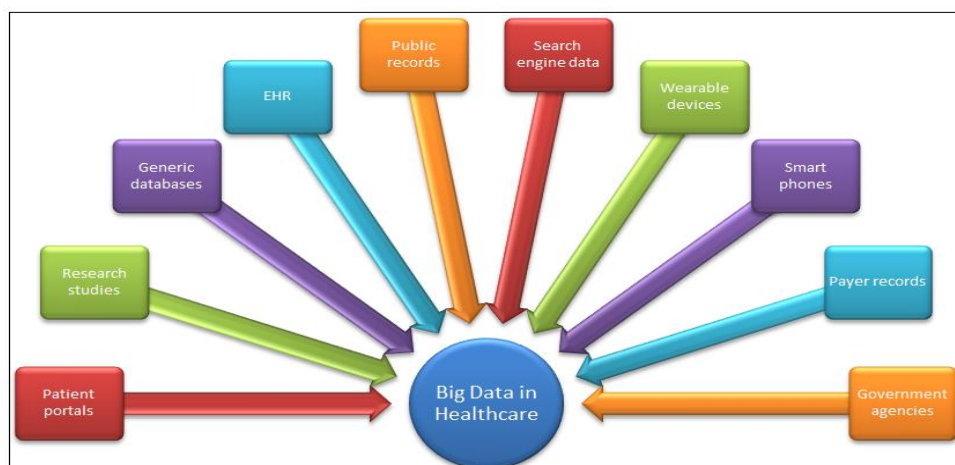 Public
records
Search
engine data
EHR
Wearable
devices
Generic
databases
Smart
phones
Research
studies
Payer records
Patient
portals
Big Data in
Healthcare
Government
agencies